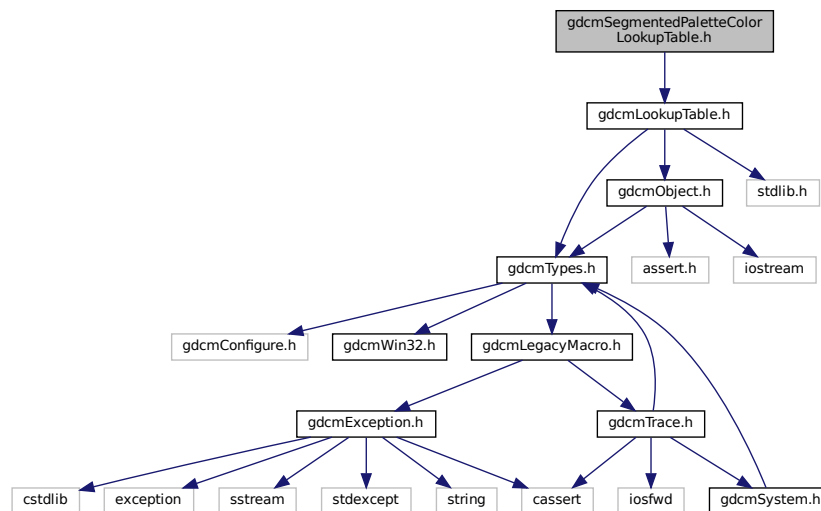 gdcmSegmentedPaletteColor
LookupTable.h
gdcmLookupTable.h
gdcmObject.h
stdlib.h
gdcmTypes.h
assert.h
iostream
gdcmConfigure.h
gdcmWin32.h
gdcmLegacyMacro.h
gdcmException.h
gdcmTrace.h
cstdlib
exception
sstream
stdexcept
string
cassert
iosfwd
gdcmSystem.h